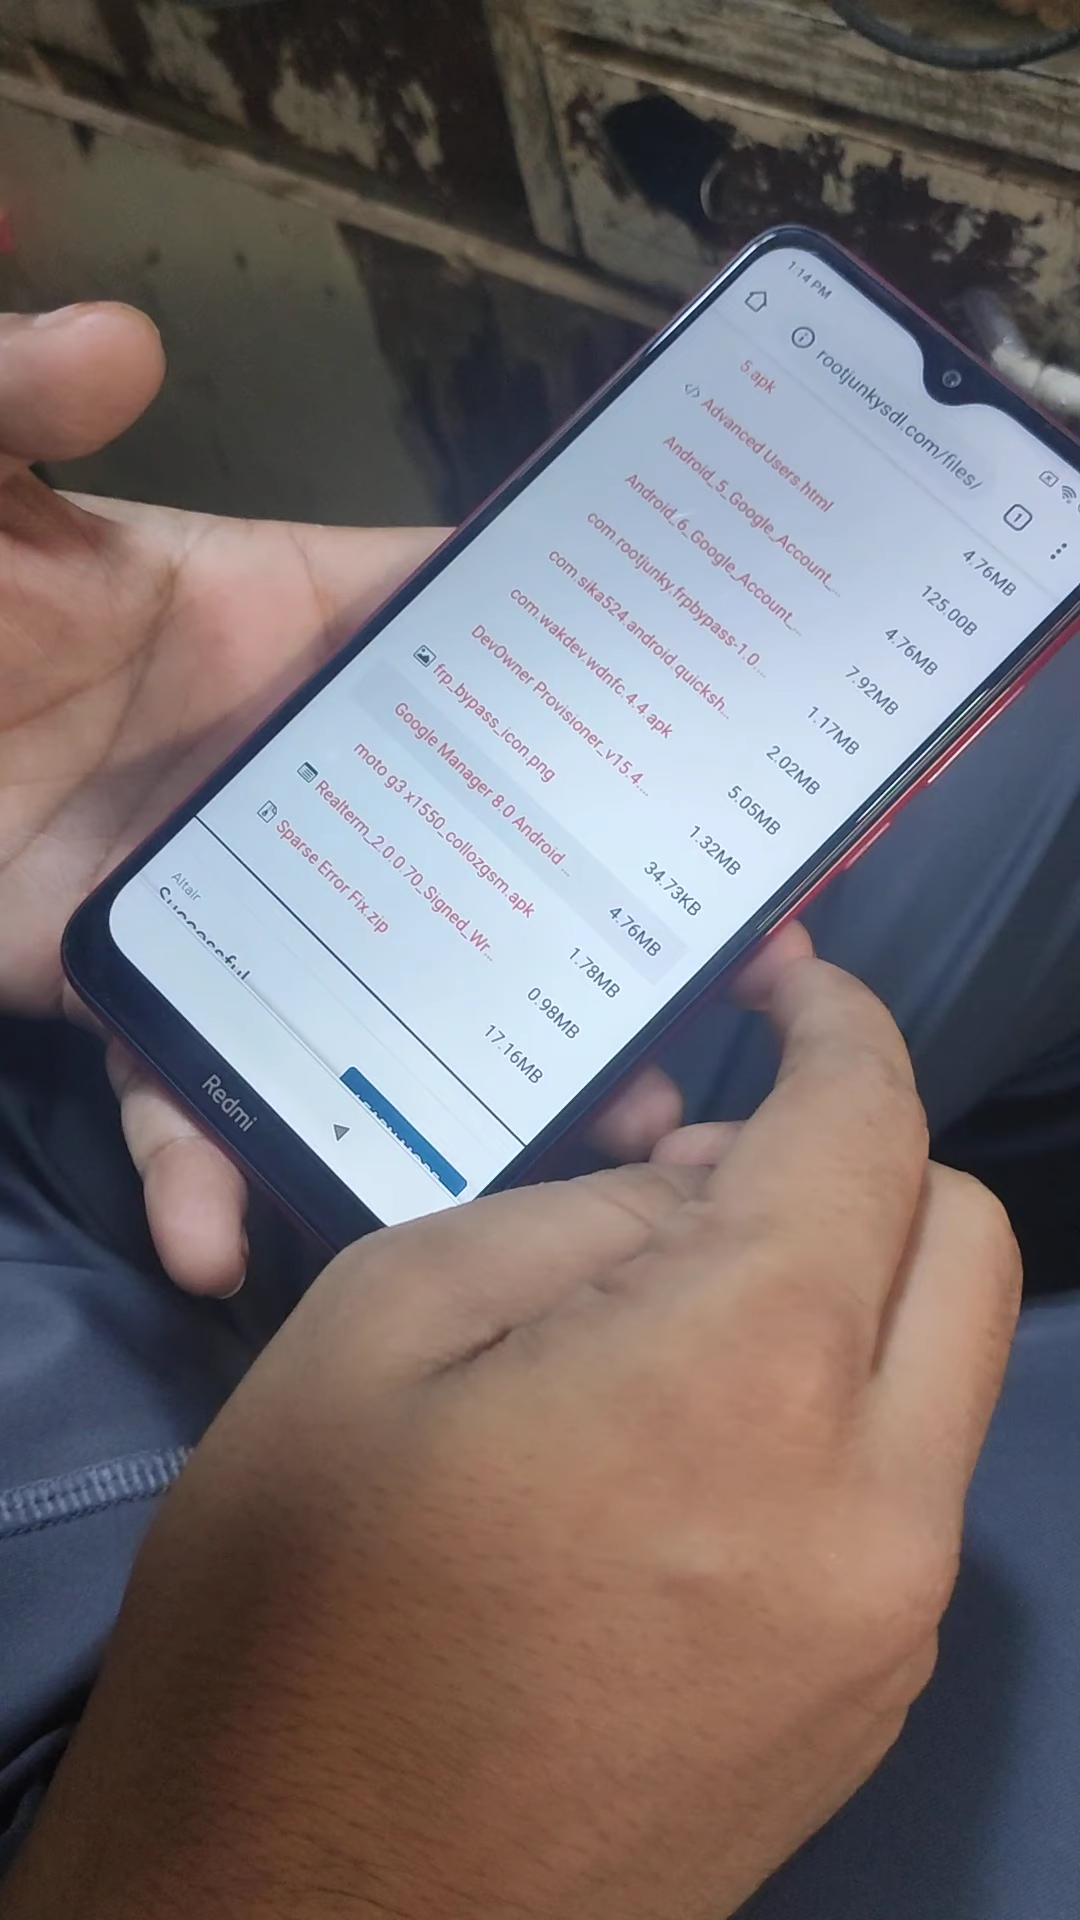 1:14 PM
rootjunkysdl.com/files/
1
5.apk 4.76MB
Advanced Users.html 125.00B
Android_5_Google_Account_... 4.76MB
Android_6_Google_Account_... 7.92MB
com.rootjunky.frpbypass-1.0.... 1.17MB
com.sika524.android.quicksh... 2.02MB
com.wakdev.wdnfc.4.4.apk 5.05MB
DevOwner Provisioner_v15.4.... 1.32MB
frp_bypass_icon.png 34.73KB
Google Manager 8.0 Android... 4.76MB
moto g3 x1550_collozgsm.apk 1.78MB
Realterm_2.0.0.70_Signed_Wr... 0.98MB
Sparse Error Fix.zip 17.16MB
Altair
Successful
Redmi